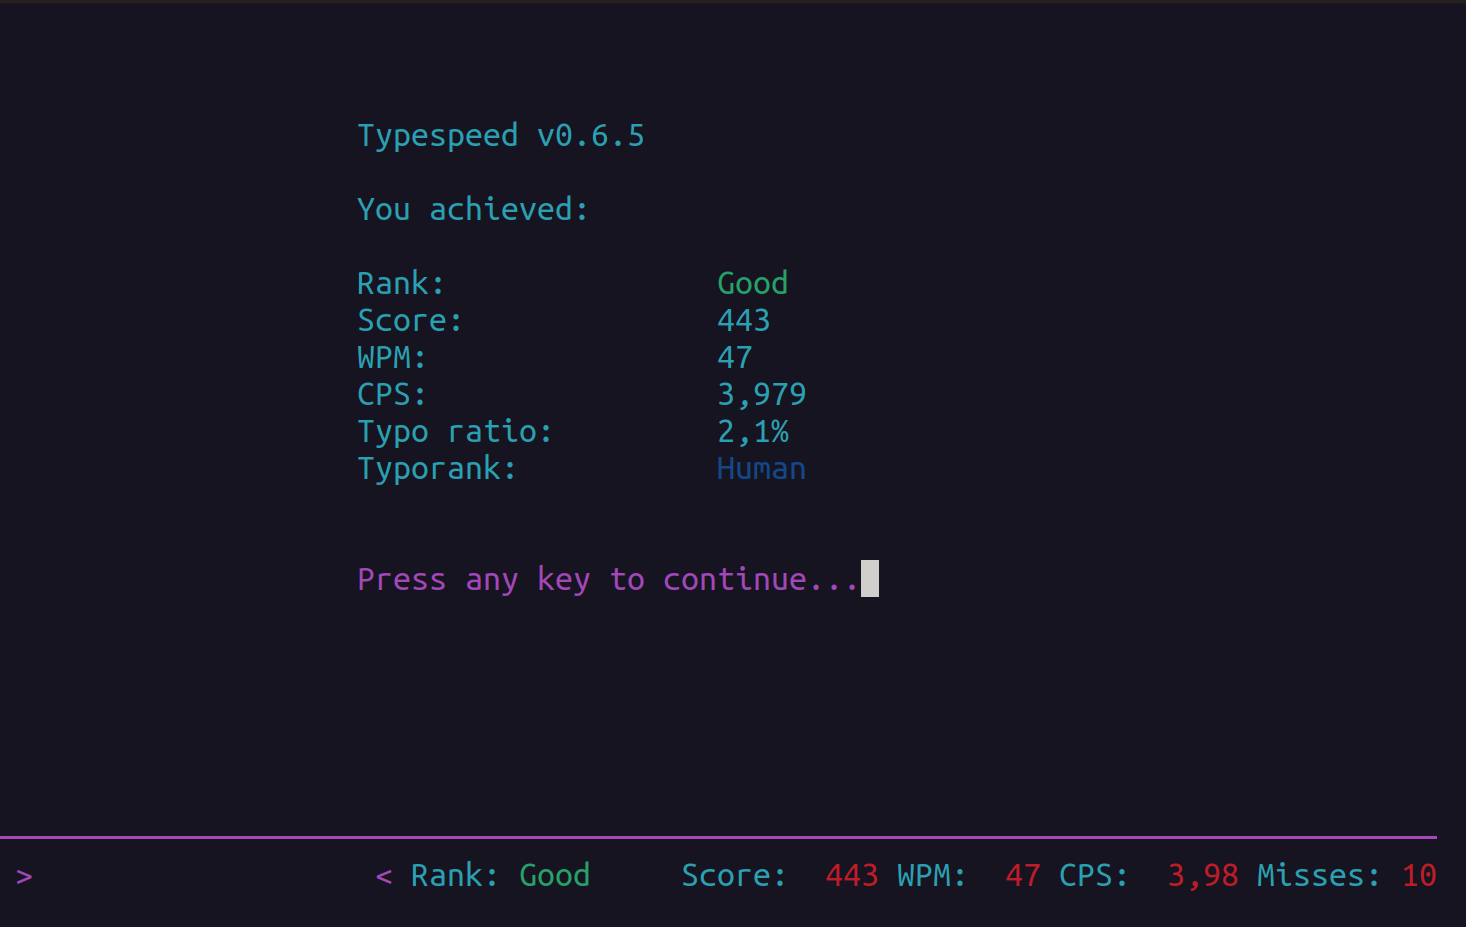 Typespeed v0.6.5
You achieved:
Rank: Good
Score: 443
WPM: 47
CPS: 3,979
Typo ratio: 2,1%
Typorank: Human
Press any key to continue...
> < Rank: Good Score: 443 WPM: 47 CPS: 3,98 Misses: 10